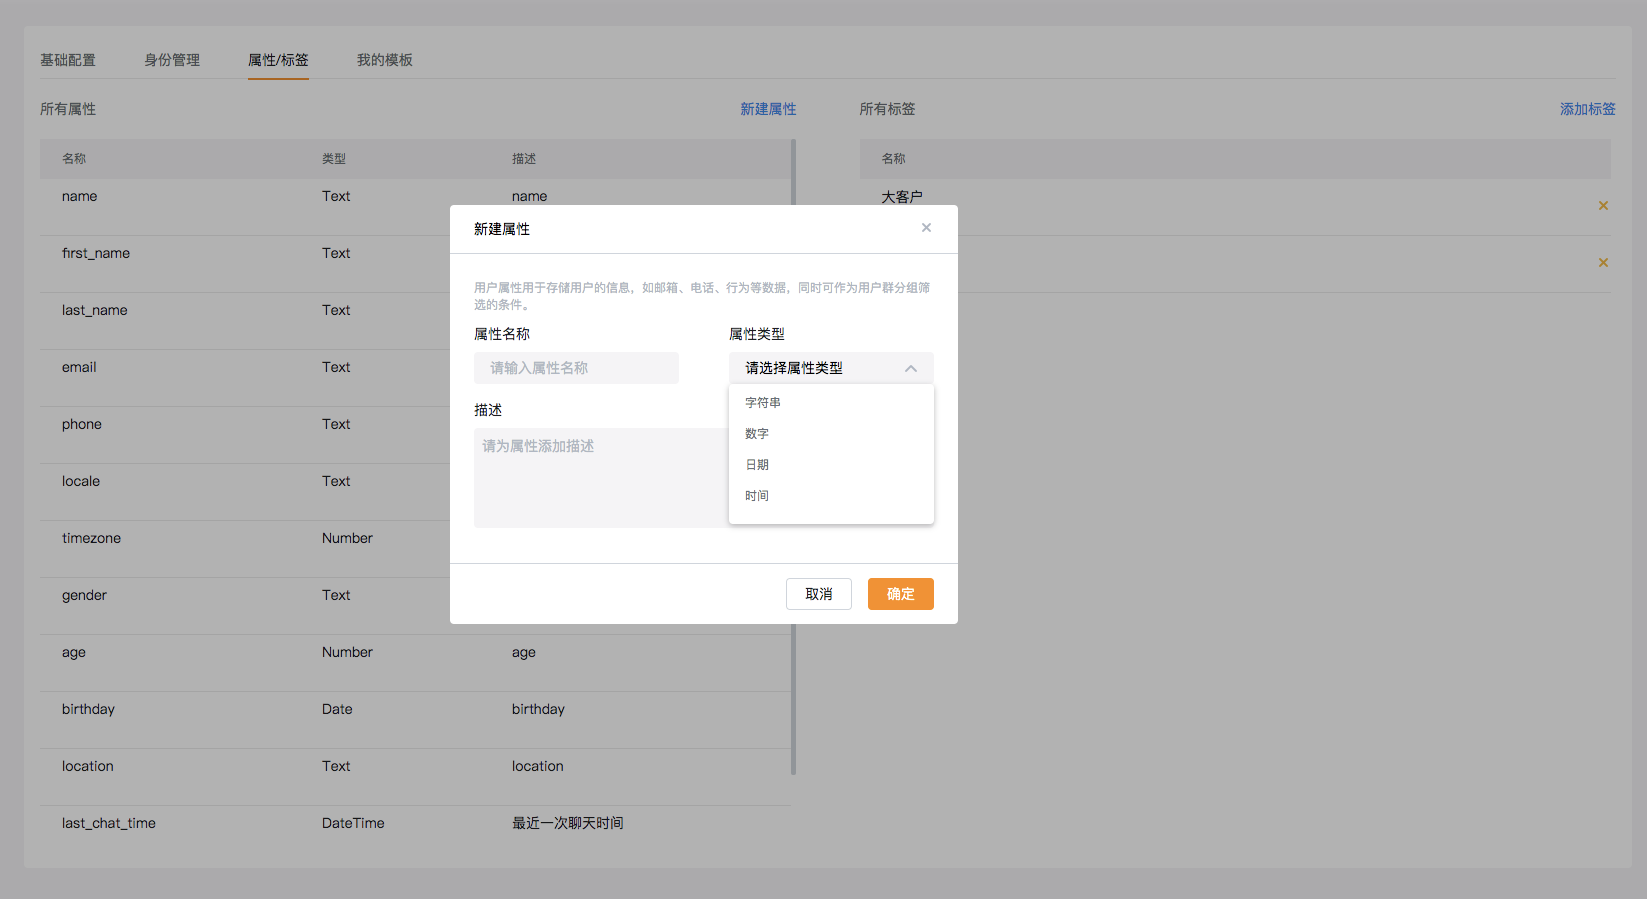 基础配置 身份管理 属性/标签 我的模板
所有属性 新建属性 所有标签 添加标签
名称 类型 描述 名称
name Text name 大客户
first_name Text
last_name Text
email Text
phone Text
locale Text
timezone Number
gender Text
age Number age
birthday Date birthday
location Text location
last_chat_time DateTime 最近一次聊天时间
新建属性
用户属性用于存储用户的信息，如邮箱、电话、行为等数据，同时可作为用户群分组筛
选的条件。
属性名称 属性类型
请输入属性名称 请选择属性类型
字符串
数字
日期
时间
描述
请为属性添加描述
取消 确定